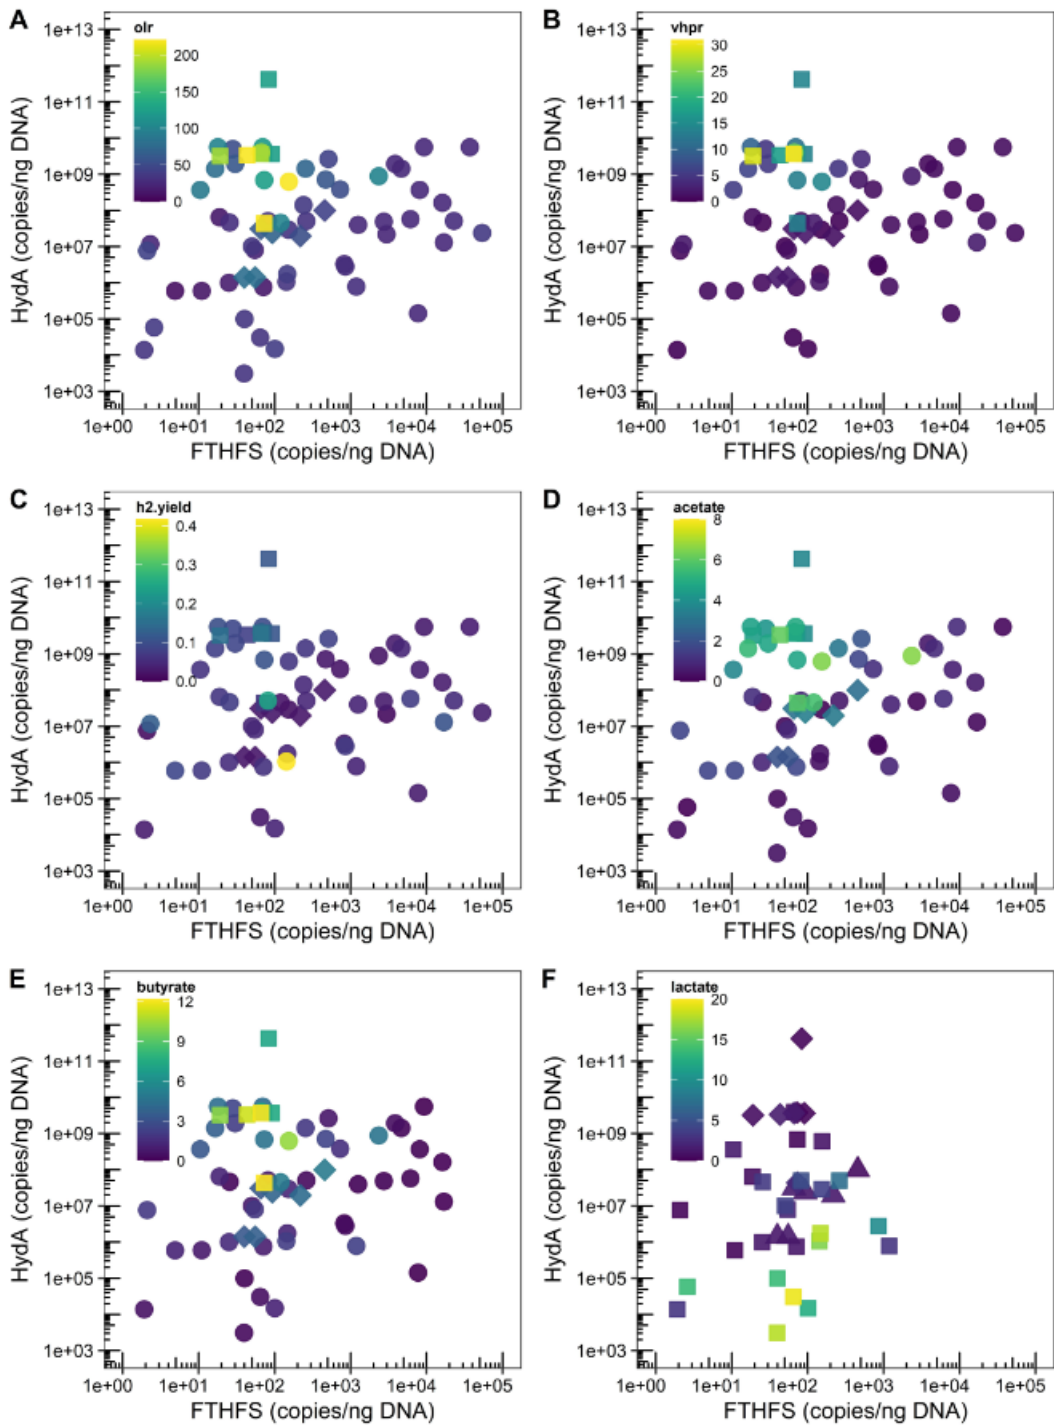 A
olr
200
150
100
50
0
1e+13
1e+11
1e+09
1e+07
1e+05
1e+03
HydA (copies/ng DNA)
1e+00 1e+01 1e+02 1e+03 1e+04 1e+05
FTHFS (copies/ng DNA)
B
vhpr
30
25
20
15
10
5
0
1e+13
1e+11
1e+09
1e+07
1e+05
1e+03
HydA (copies/ng DNA)
1e+00 1e+01 1e+02 1e+03 1e+04 1e+05
FTHFS (copies/ng DNA)
C
h2.yield
0.4
0.3
0.2
0.1
0.0
1e+13
1e+11
1e+09
1e+07
1e+05
1e+03
HydA (copies/ng DNA)
1e+00 1e+01 1e+02 1e+03 1e+04 1e+05
FTHFS (copies/ng DNA)
D
acetate
8
6
4
2
0
1e+13
1e+11
1e+09
1e+07
1e+05
1e+03
HydA (copies/ng DNA)
1e+00 1e+01 1e+02 1e+03 1e+04 1e+05
FTHFS (copies/ng DNA)
E
butyrate
12
9
6
3
0
1e+13
1e+11
1e+09
1e+07
1e+05
1e+03
HydA (copies/ng DNA)
1e+00 1e+01 1e+02 1e+03 1e+04 1e+05
FTHFS (copies/ng DNA)
F
lactate
20
15
10
5
0
1e+13
1e+11
1e+09
1e+07
1e+05
1e+03
HydA (copies/ng DNA)
1e+00 1e+01 1e+02 1e+03 1e+04 1e+05
FTHFS (copies/ng DNA)